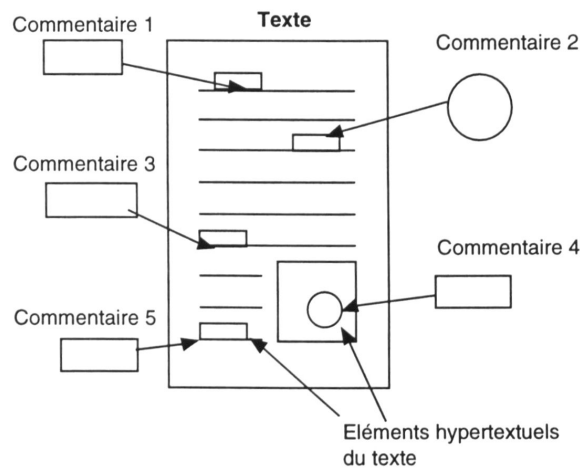 Texte
Commentaire 1
Commentaire 2
Commentaire 3
Commentaire 4
Commentaire 5
Eléments hypertextuels
du texte